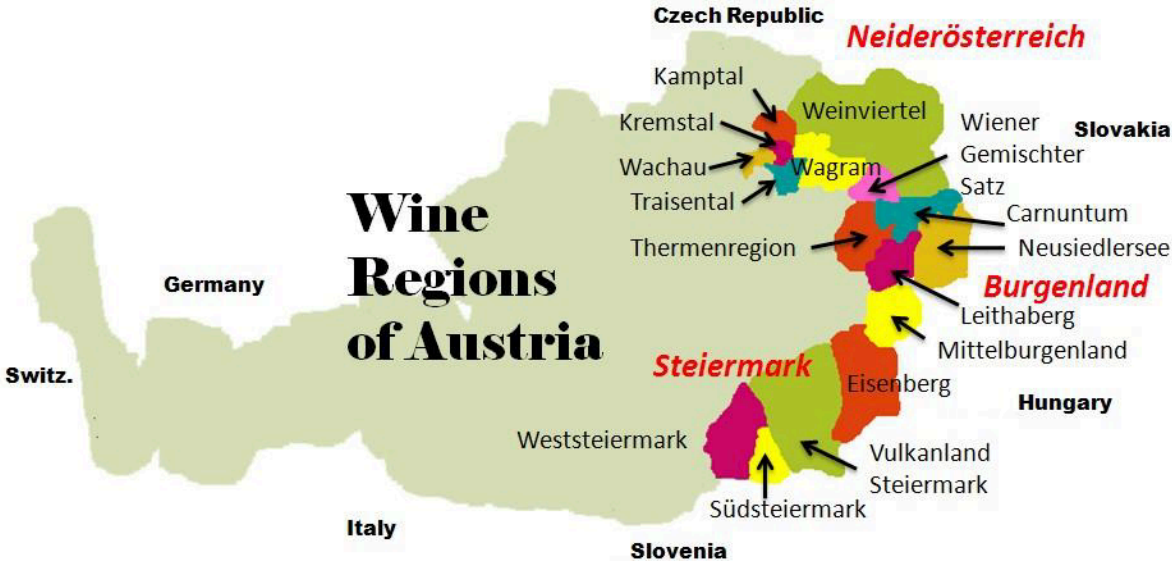 Czech Republic
Neiderösterreich
Kamptal
Weinviertel
Kremstal
Wiener
Gemischter
Satz
Slovakia
Wachau
Wagram
Traisental
Carnuntum
Thermenregion
Neusiedlersee
Wine
Regions
of Austria
Germany
Burgenland
Leithaberg
Mittelburgenland
Switz.
Steiermark
Eisenberg
Hungary
Weststeiermark
Vulkanland
Steiermark
Südsteiermark
Italy
Slovenia